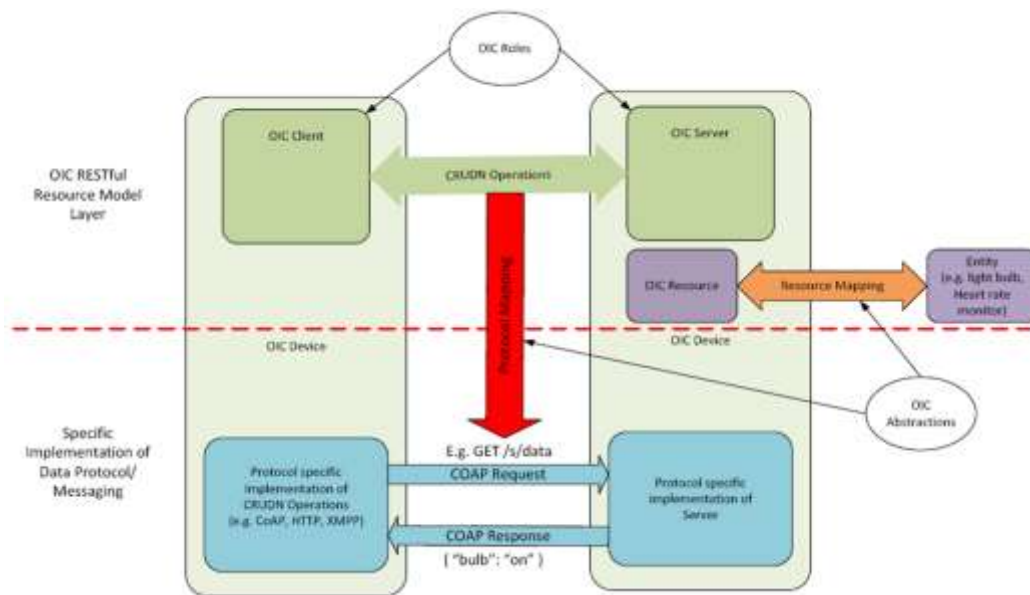 OIC Roles
OIC Client
OIC Server
OIC RESTful
Resource Model
Layer
CRUDN Operations
Protocol Mapping
OIC Resource
Resource Mapping
Entity
(e.g. light bulb,
Heart rate
monitor)
OIC Device
OIC Device
OIC
Abstractions
Specific
Implementation of
Data Protocol/
Messaging
E.g. GET /s/data
COAP Request
Protocol specific
implementation of
CRUDN Operations
(e.g. CoAP, HTTP, XMPP)
Protocol specific
implementation of
Server
COAP Response
{ "bulb": "on" }